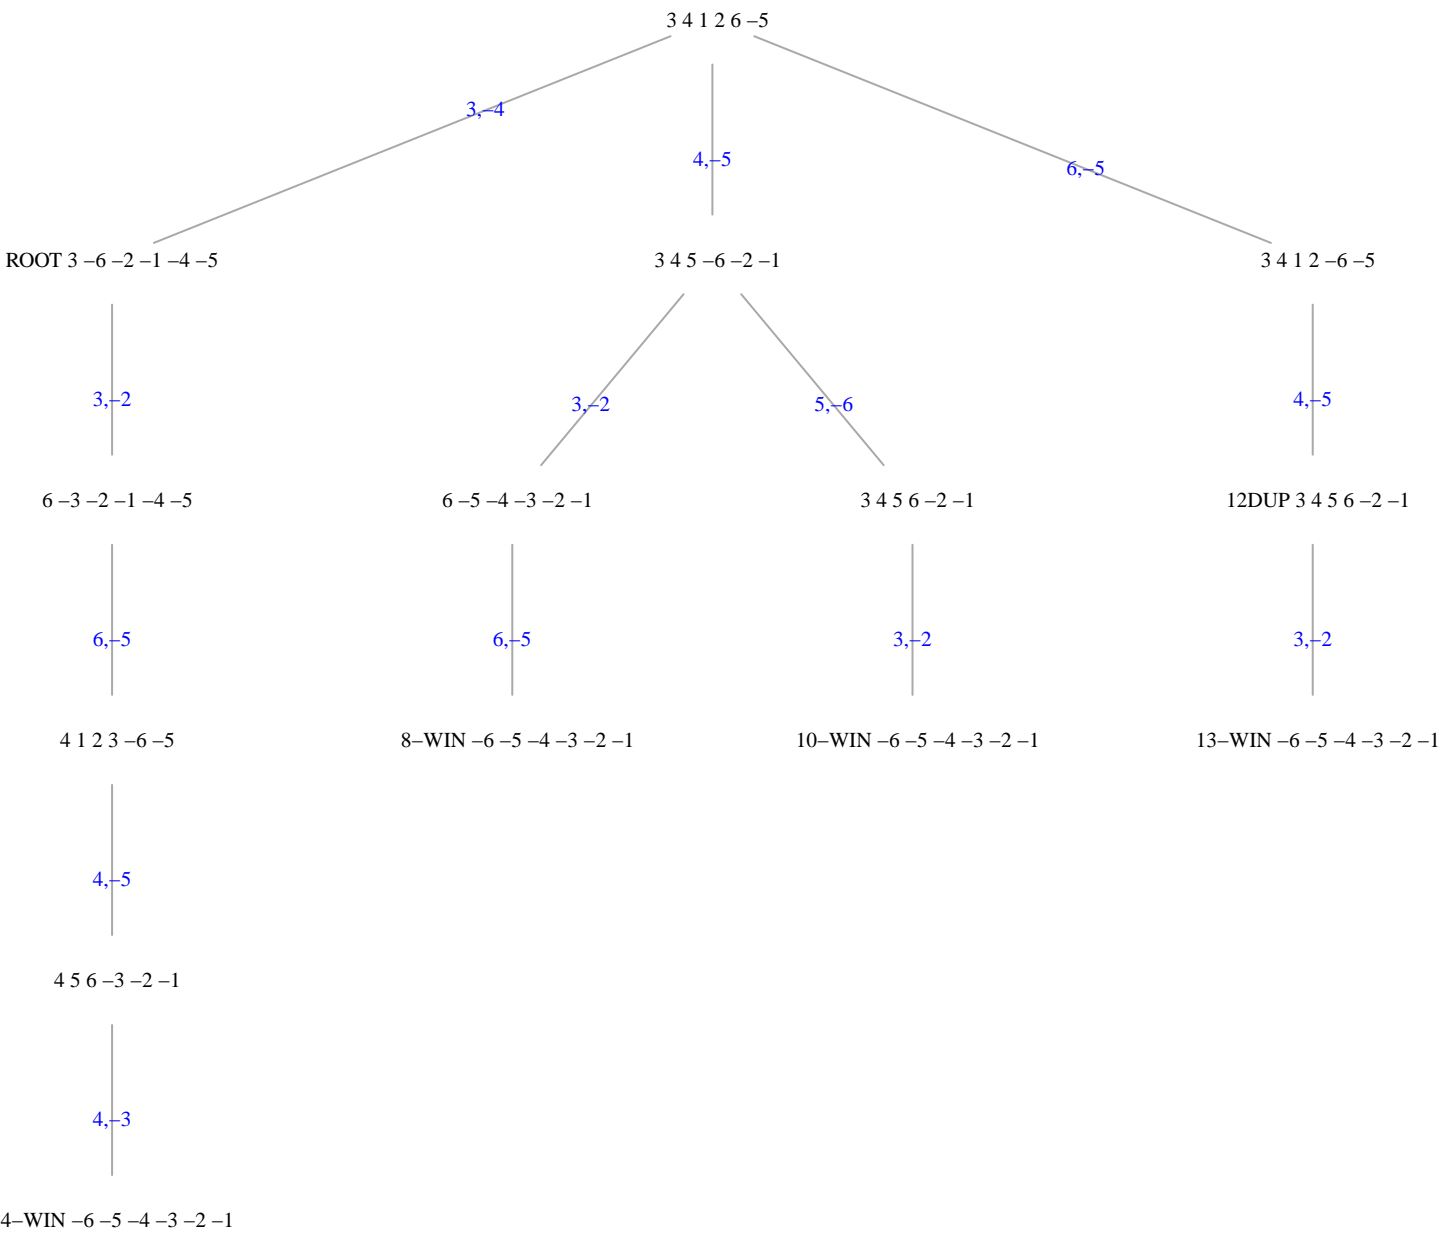 3 4 1 2 6 –5
3,–4
4,–5
6,–5
ROOT 3 –6 –2 –1 –4 –5
3 4 5 –6 –2 –1
3 4 1 2 –6 –5
3,–2
3,–2
5,–6
4,–5
6 –3 –2 –1 –4 –5
6 –5 –4 –3 –2 –1
3 4 5 6 –2 –1
12DUP 3 4 5 6 –2 –1
6,–5
6,–5
3,–2
3,–2
4 1 2 3 –6 –5
8–WIN –6 –5 –4 –3 –2 –1
10–WIN –6 –5 –4 –3 –2 –1
13–WIN –6 –5 –4 –3 –2 –1
4,–5
4 5 6 –3 –2 –1
4,–3
4–WIN –6 –5 –4 –3 –2 –1